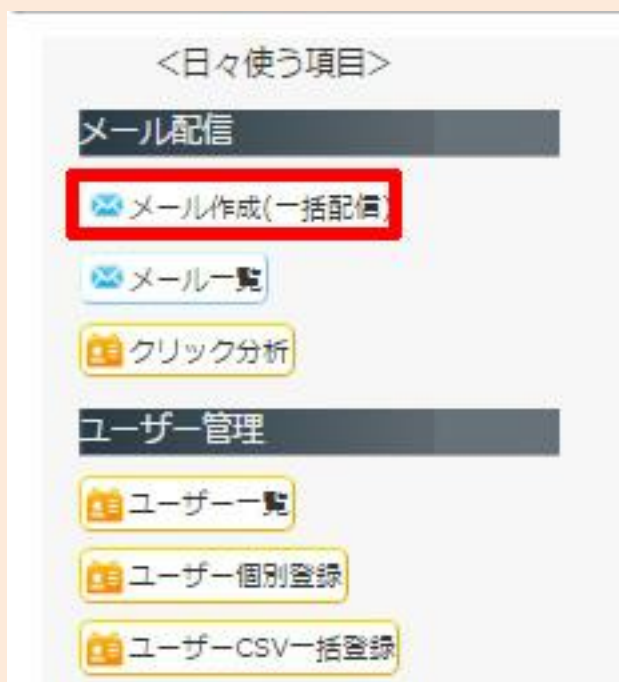 <日々使う項目>
メール配信
メール作成(一括配信)
メール一覧
クリック分析
ユーザー管理
ユーザー一覧
ユーザー個別登録
ユーザーCSV一括登録